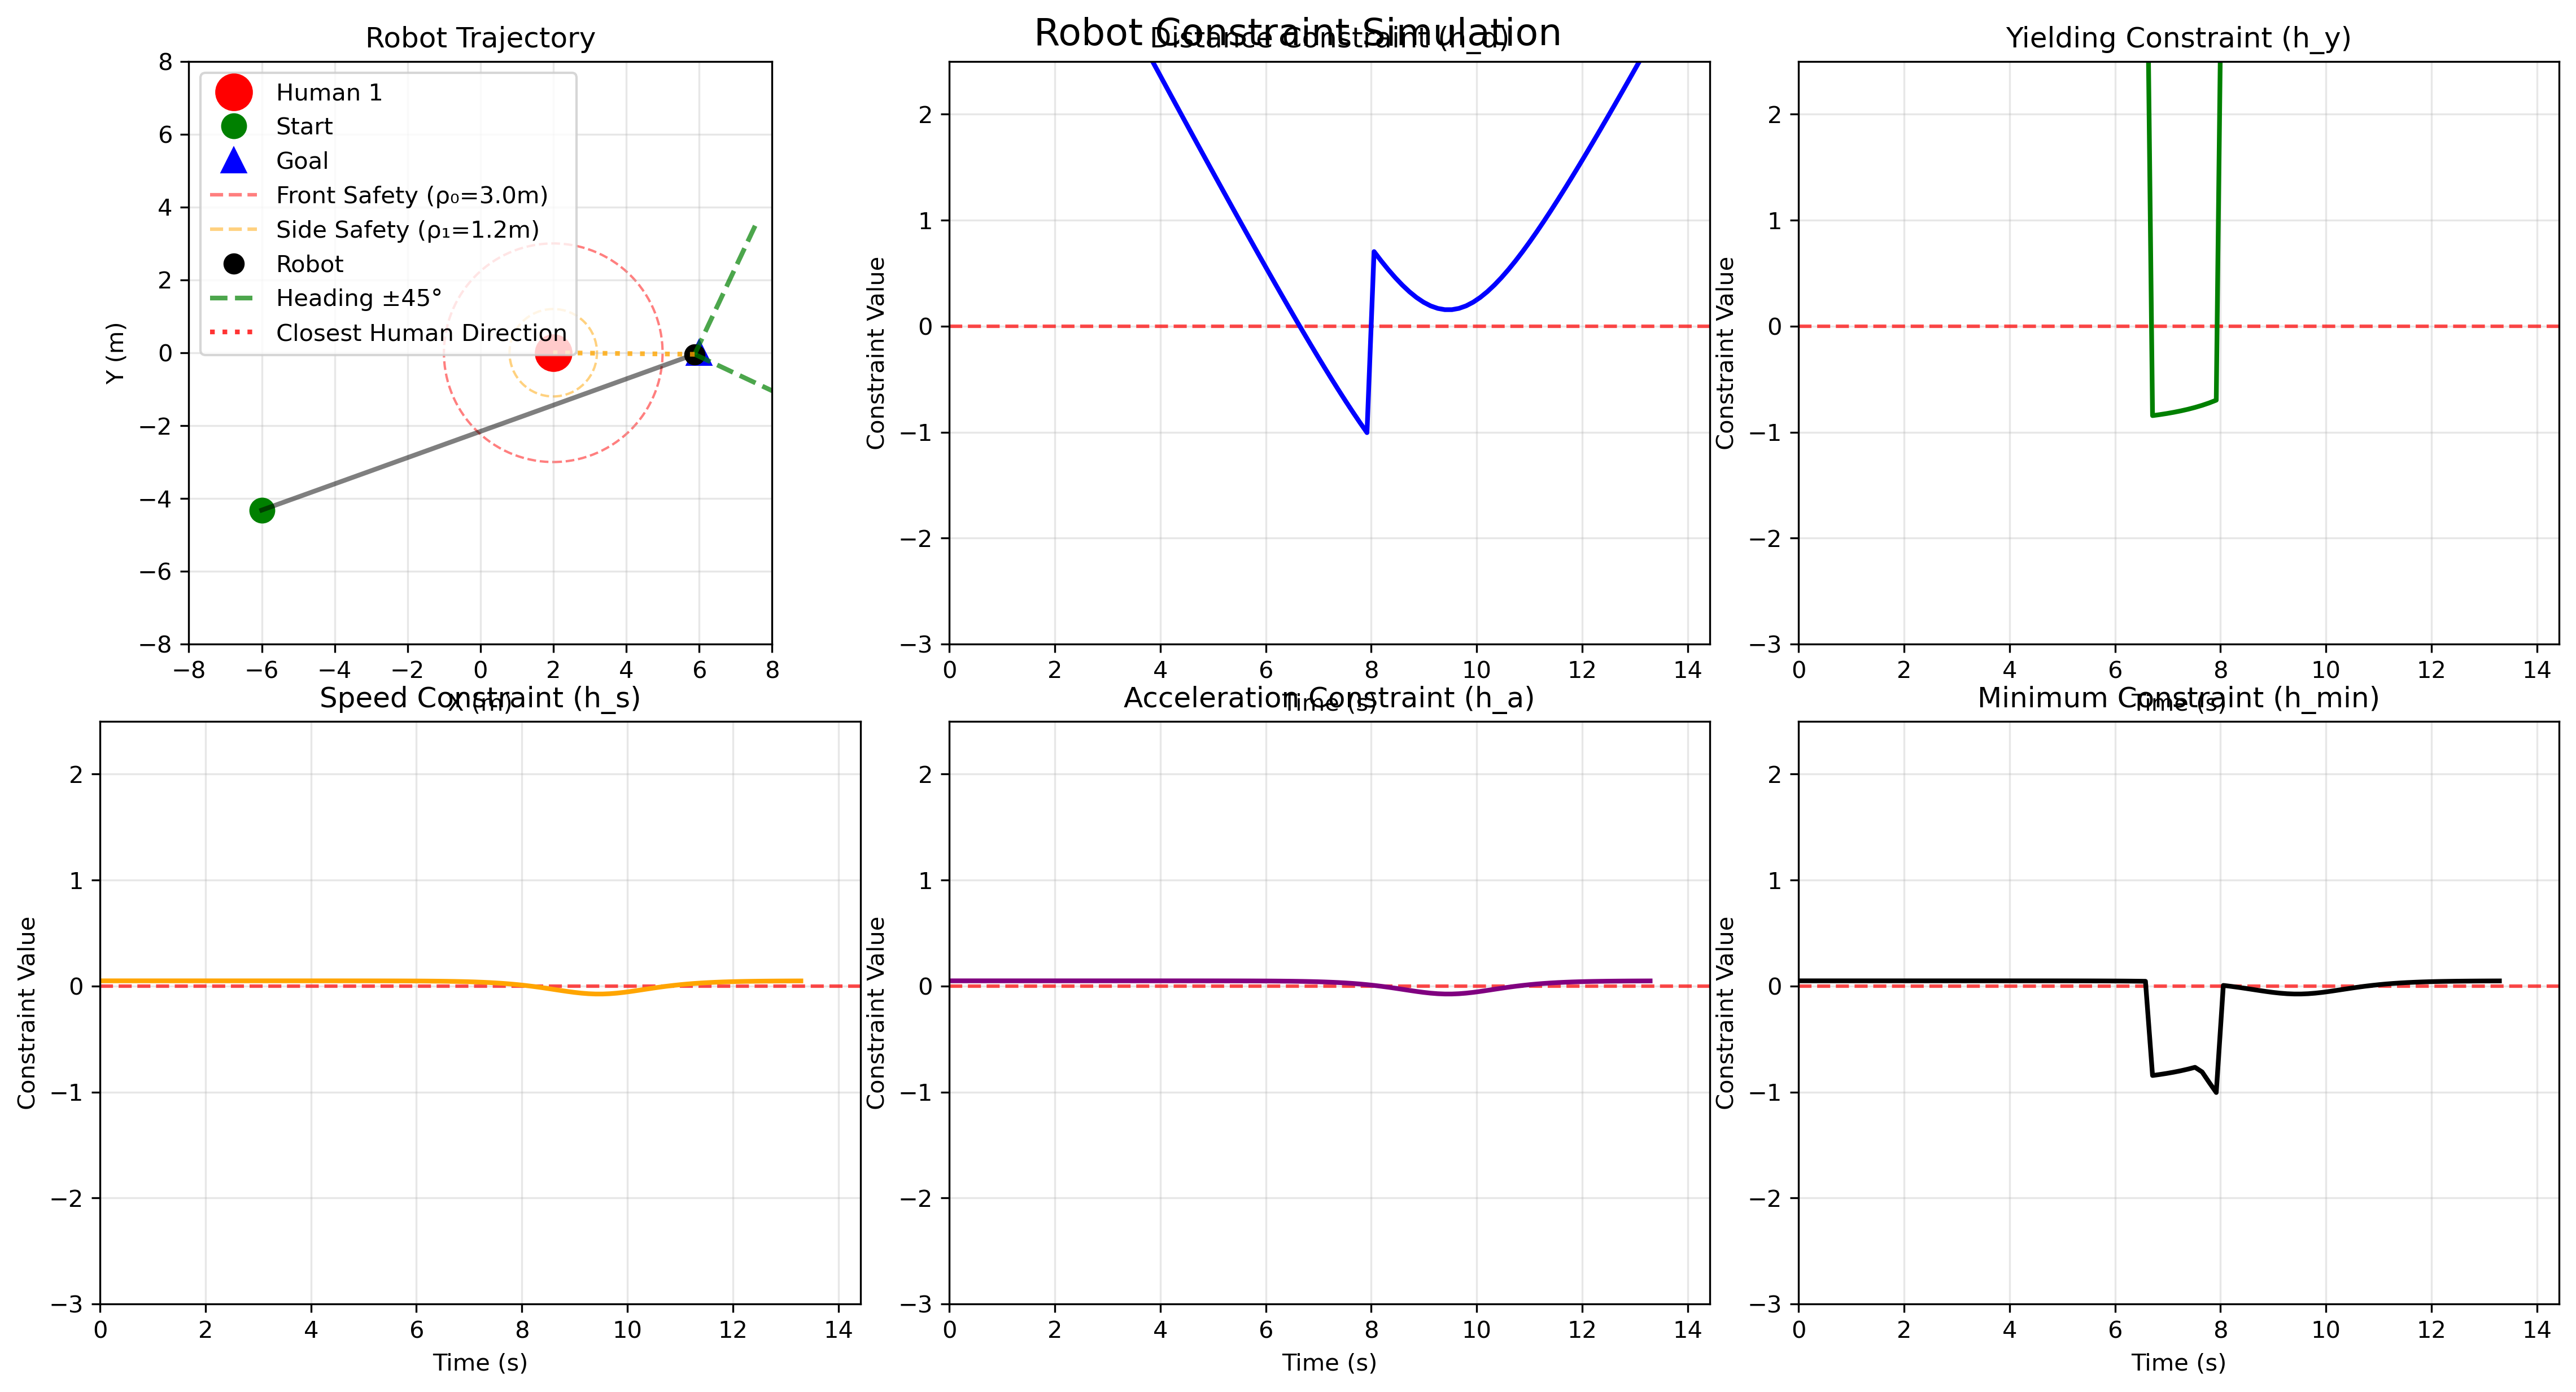 Robot Constraint Simulation
Robot Trajectory
Human 1
Start
Goal
Front Safety (ρ₀=3.0m)
Side Safety (ρ₁=1.2m)
Robot
Heading ±45°
Closest Human Direction
Y (m)
8
6
4
2
0
−2
−4
−6
−8
−8 −6 −4 −2 0 2 4 6 8
X (m)
Distance Constraint (h_d)
Constraint Value
2
1
0
−1
−2
−3
0 2 4 6 8 10 12 14
Time (s)
Yielding Constraint (h_y)
Constraint Value
2
1
0
−1
−2
−3
0 2 4 6 8 10 12 14
Time (s)
Speed Constraint (h_s)
Constraint Value
2
1
0
−1
−2
−3
0 2 4 6 8 10 12 14
Time (s)
Acceleration Constraint (h_a)
Constraint Value
2
1
0
−1
−2
−3
0 2 4 6 8 10 12 14
Time (s)
Minimum Constraint (h_min)
Constraint Value
2
1
0
−1
−2
−3
0 2 4 6 8 10 12 14
Time (s)